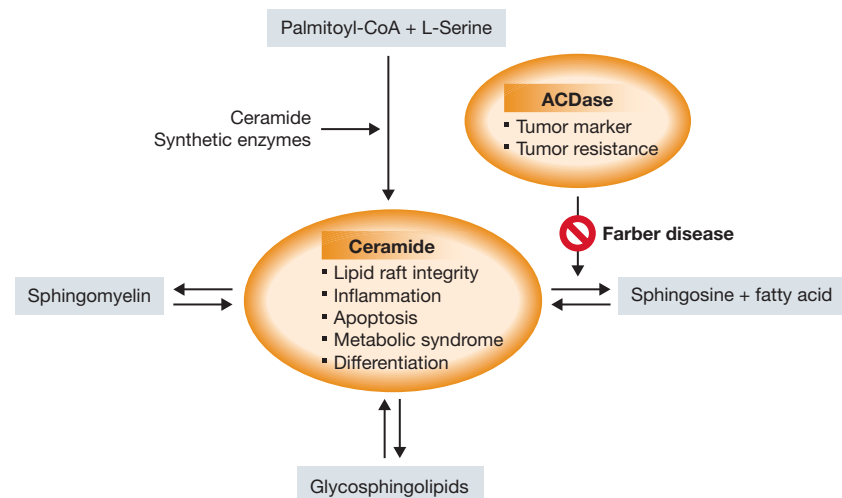 Palmitoyl-CoA + L-Serine
Ceramide
Synthetic enzymes
ACDase
▪ Tumor marker
▪ Tumor resistance
Farber disease
Ceramide
▪ Lipid raft integrity
▪ Inflammation
▪ Apoptosis
▪ Metabolic syndrome
▪ Differentiation
Sphingomyelin
Sphingosine + fatty acid
Glycosphingolipids